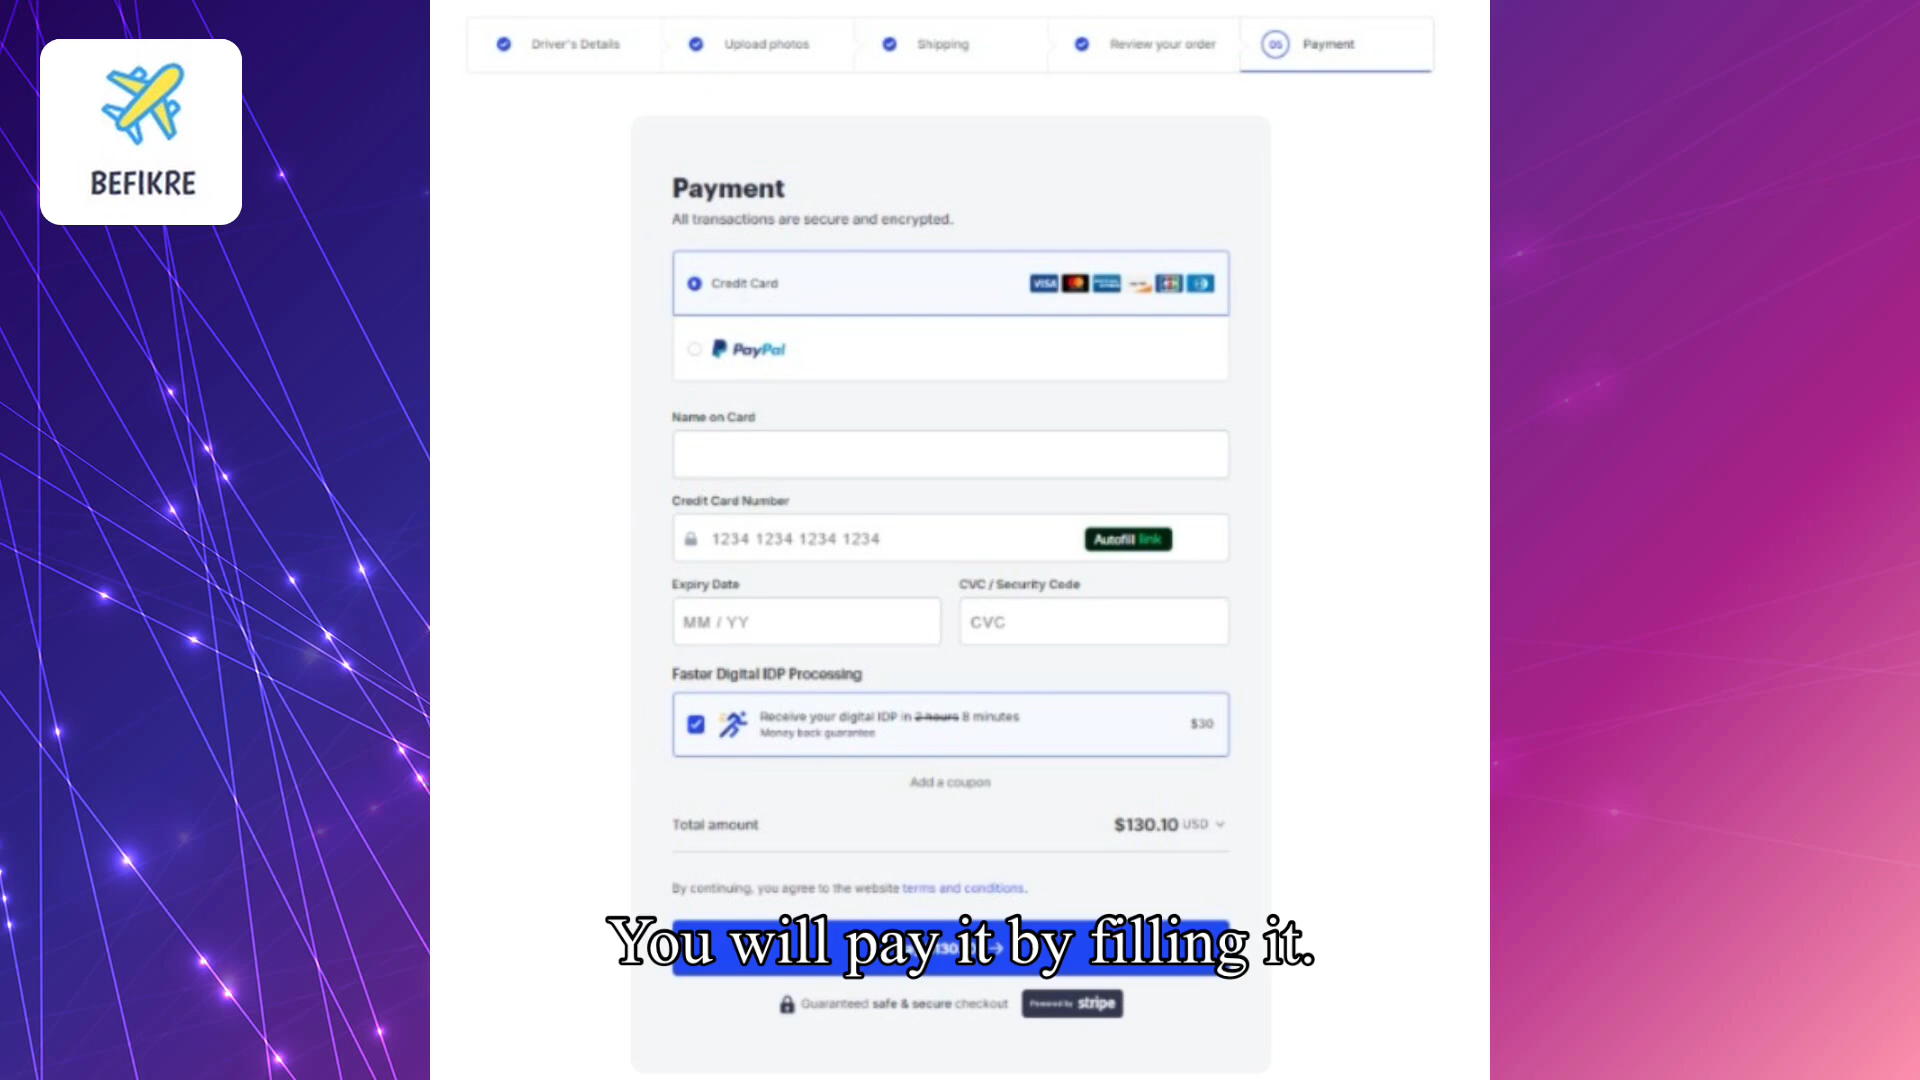 Driver's Details
Upload photos
Shipping
Review your order
05 Payment
BEFIKRE
Payment
All transactions are secure and encrypted.
Credit Card
VISA
PayPal
Name on Card
Credit Card Number
1234 1234 1234 1234
Autofill link
Expiry Date
CVC / Security Code
MM / YY
CVC
Faster Digital IDP Processing
Receive your digital IDP in 2 hours 8 minutes
$30
Money back guarantee
Add a coupon
Total amount
$130.10 USD
By continuing, you agree to the website terms and conditions.
You will pay it by filling it.
Guaranteed safe & secure checkout
Powered by stripe